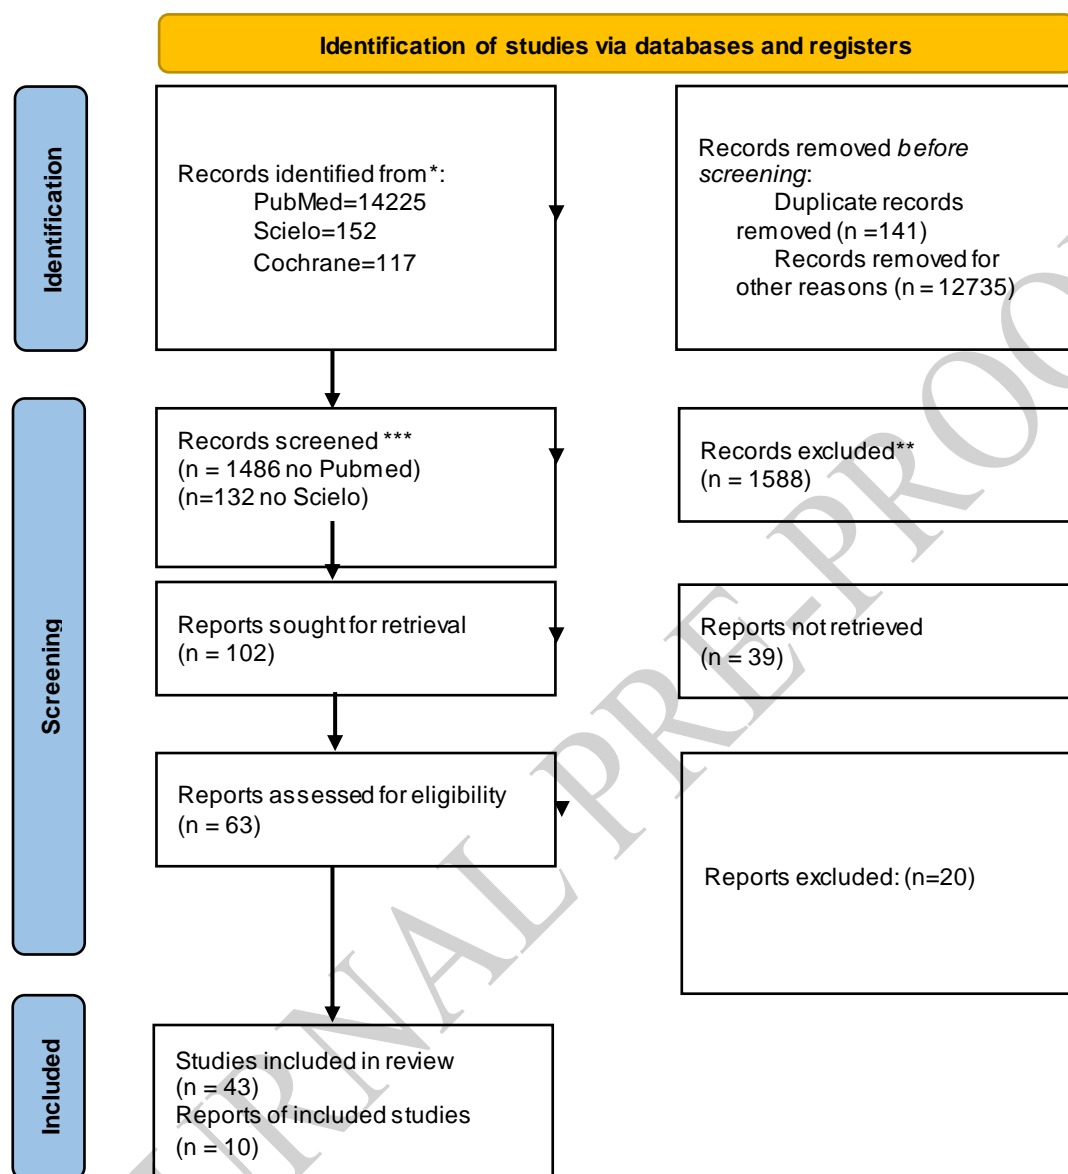 Identification of studies via databases and registers
Identification
Records identified from*:
PubMed=14225
Scielo=152
Cochrane=117
Records removed before
screening:
Duplicate records
removed (n =141)
Records removed for
other reasons (n = 12735)
Screening
Records screened ***
(n = 1486 no Pubmed)
(n=132 no Scielo)
Records excluded**
(n = 1588)
Reports sought for retrieval
(n = 102)
Reports not retrieved
(n = 39)
Reports assessed for eligibility
(n = 63)
Reports excluded: (n=20)
Included
Studies included in review
(n = 43)
Reports of included studies
(n = 10)
URNAL PRE-PROO